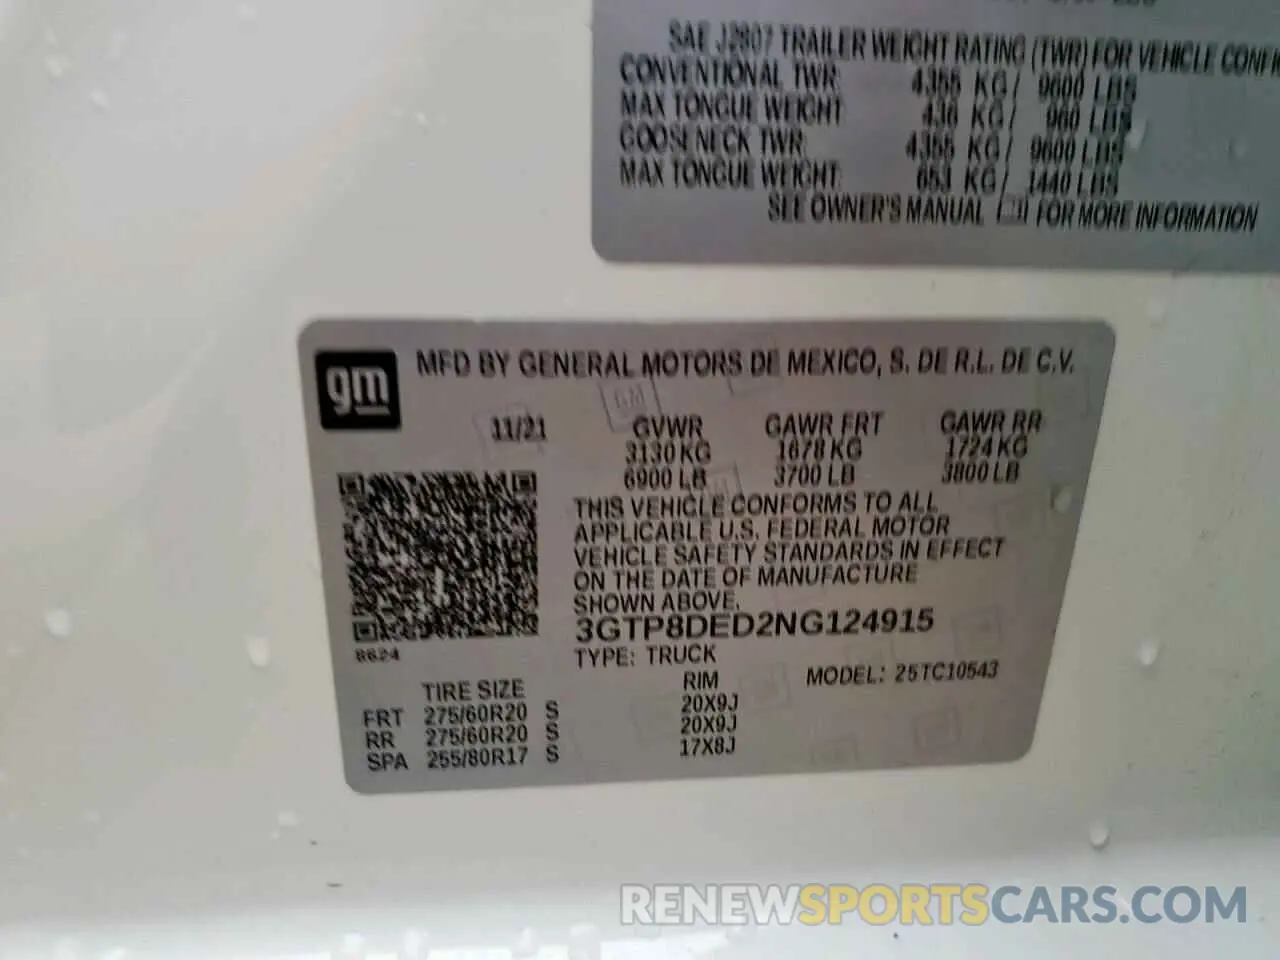 SAE J2807 TRAILER WEIGHT RATING (TWR) FOR VEHICLE
CONVENTIONAL TWR: 4355 KG/ 9600 LBS
MAX TONGUE WEIGHT: 436 KG/ 960 LBS
GOOSENECK TWR: 4355 KG/ 9600 LBS
MAX TONGUE WEIGHT: 653 KG/ 1440 LBS
SEE OWNER'S MANUAL FOR MORE INFORMATION
gm
MFD BY GENERAL MOTORS DE MEXICO, S. DE R.L. DE C.V.
11/21 GVWR GAWR FRT GAWR RR
3130 KG 1678 KG 1724 KG
6900 LB 3700 LB 3800 LB
THIS VEHICLE CONFORMS TO ALL
APPLICABLE U.S. FEDERAL MOTOR
VEHICLE SAFETY STANDARDS IN EFFECT
ON THE DATE OF MANUFACTURE
SHOWN ABOVE.
3GTP8DED2NG124915
8624
TYPE: TRUCK
MODEL: 25TC10543
TIRE SIZE RIM
FRT 275/60R20 S 20X9J
RR 275/60R20 S 20X9J
SPA 255/80R17 S 17X8J
RENEWSPORTSCARS.COM